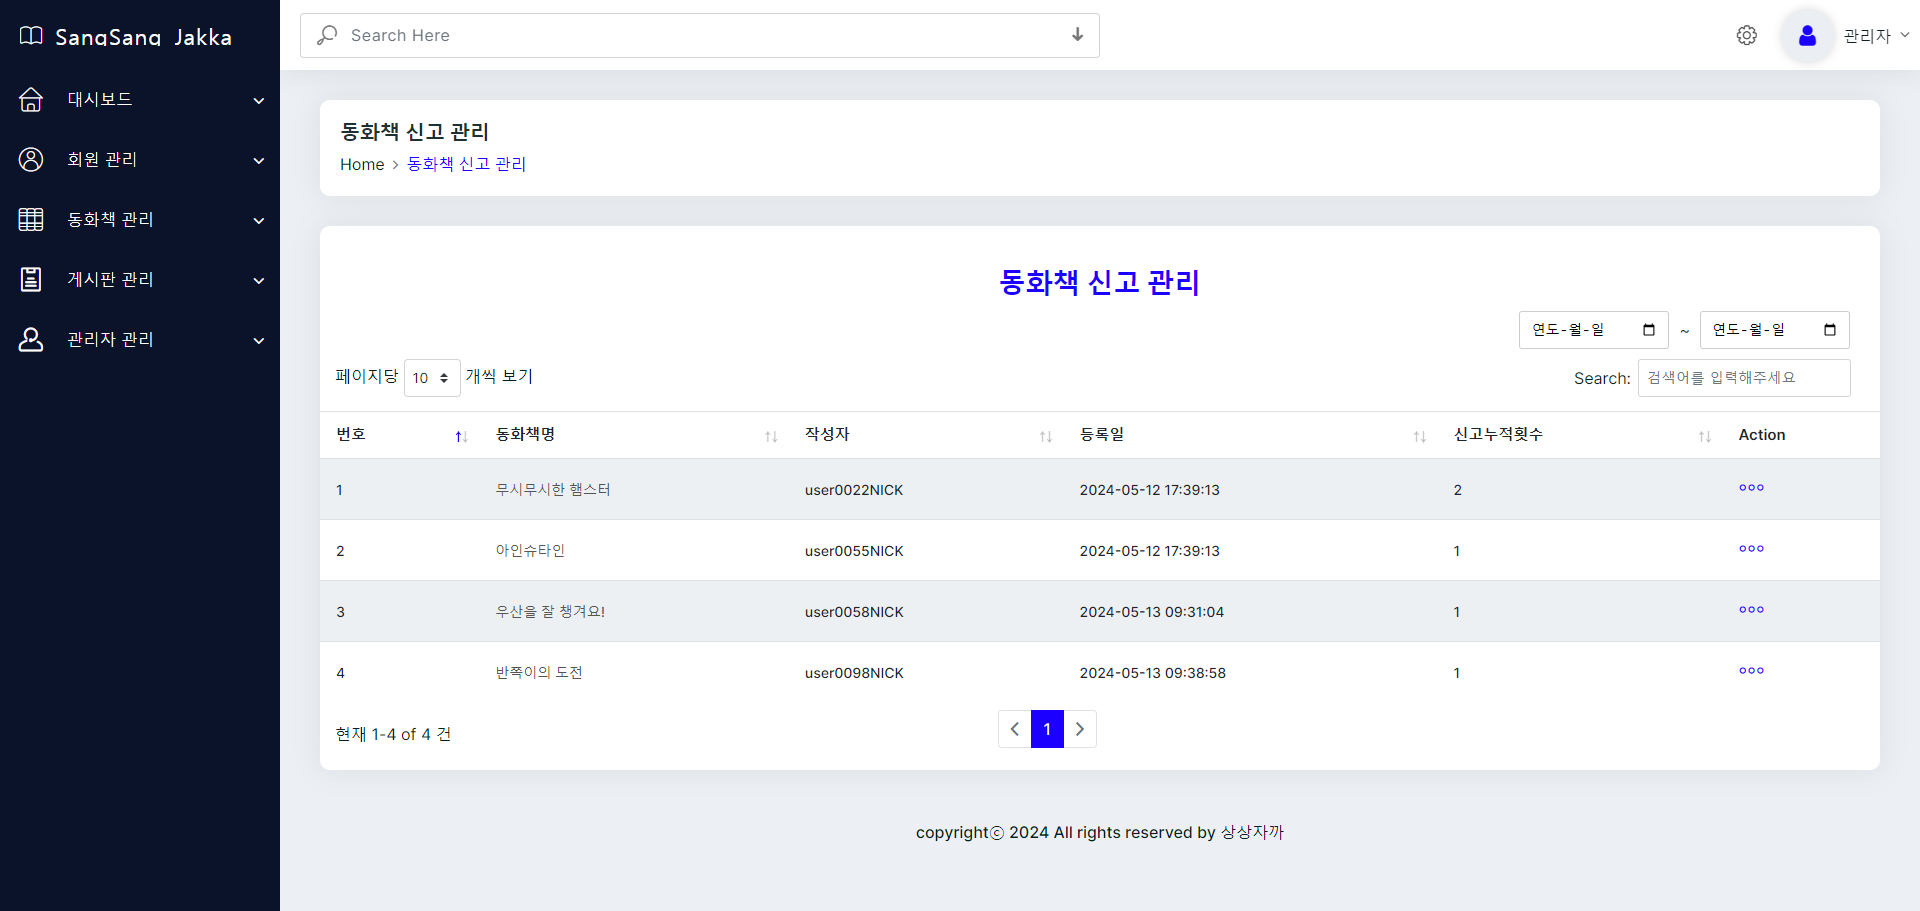 SangSang Jakka
Search Here
관리자
대시보드
회원 관리
동화책 관리
게시판 관리
관리자 관리
동화책 신고 관리
Home > 동화책 신고 관리
동화책 신고 관리
연도-월-일 ~ 연도-월-일
페이지당 10 개씩 보기
Search: 검색어를 입력해주세요
번호 동화책명 작성자 등록일 신고누적횟수 Action
1 무시무시한 햄스터 user0022NICK 2024-05-12 17:39:13 2
2 아인슈타인 user0055NICK 2024-05-12 17:39:13 1
3 우산을 잘 챙겨요! user0058NICK 2024-05-13 09:31:04 1
4 반쪽이의 도전 user0098NICK 2024-05-13 09:38:58 1
현재 1-4 of 4 건
1
copyrightⓒ 2024 All rights reserved by 상상자까